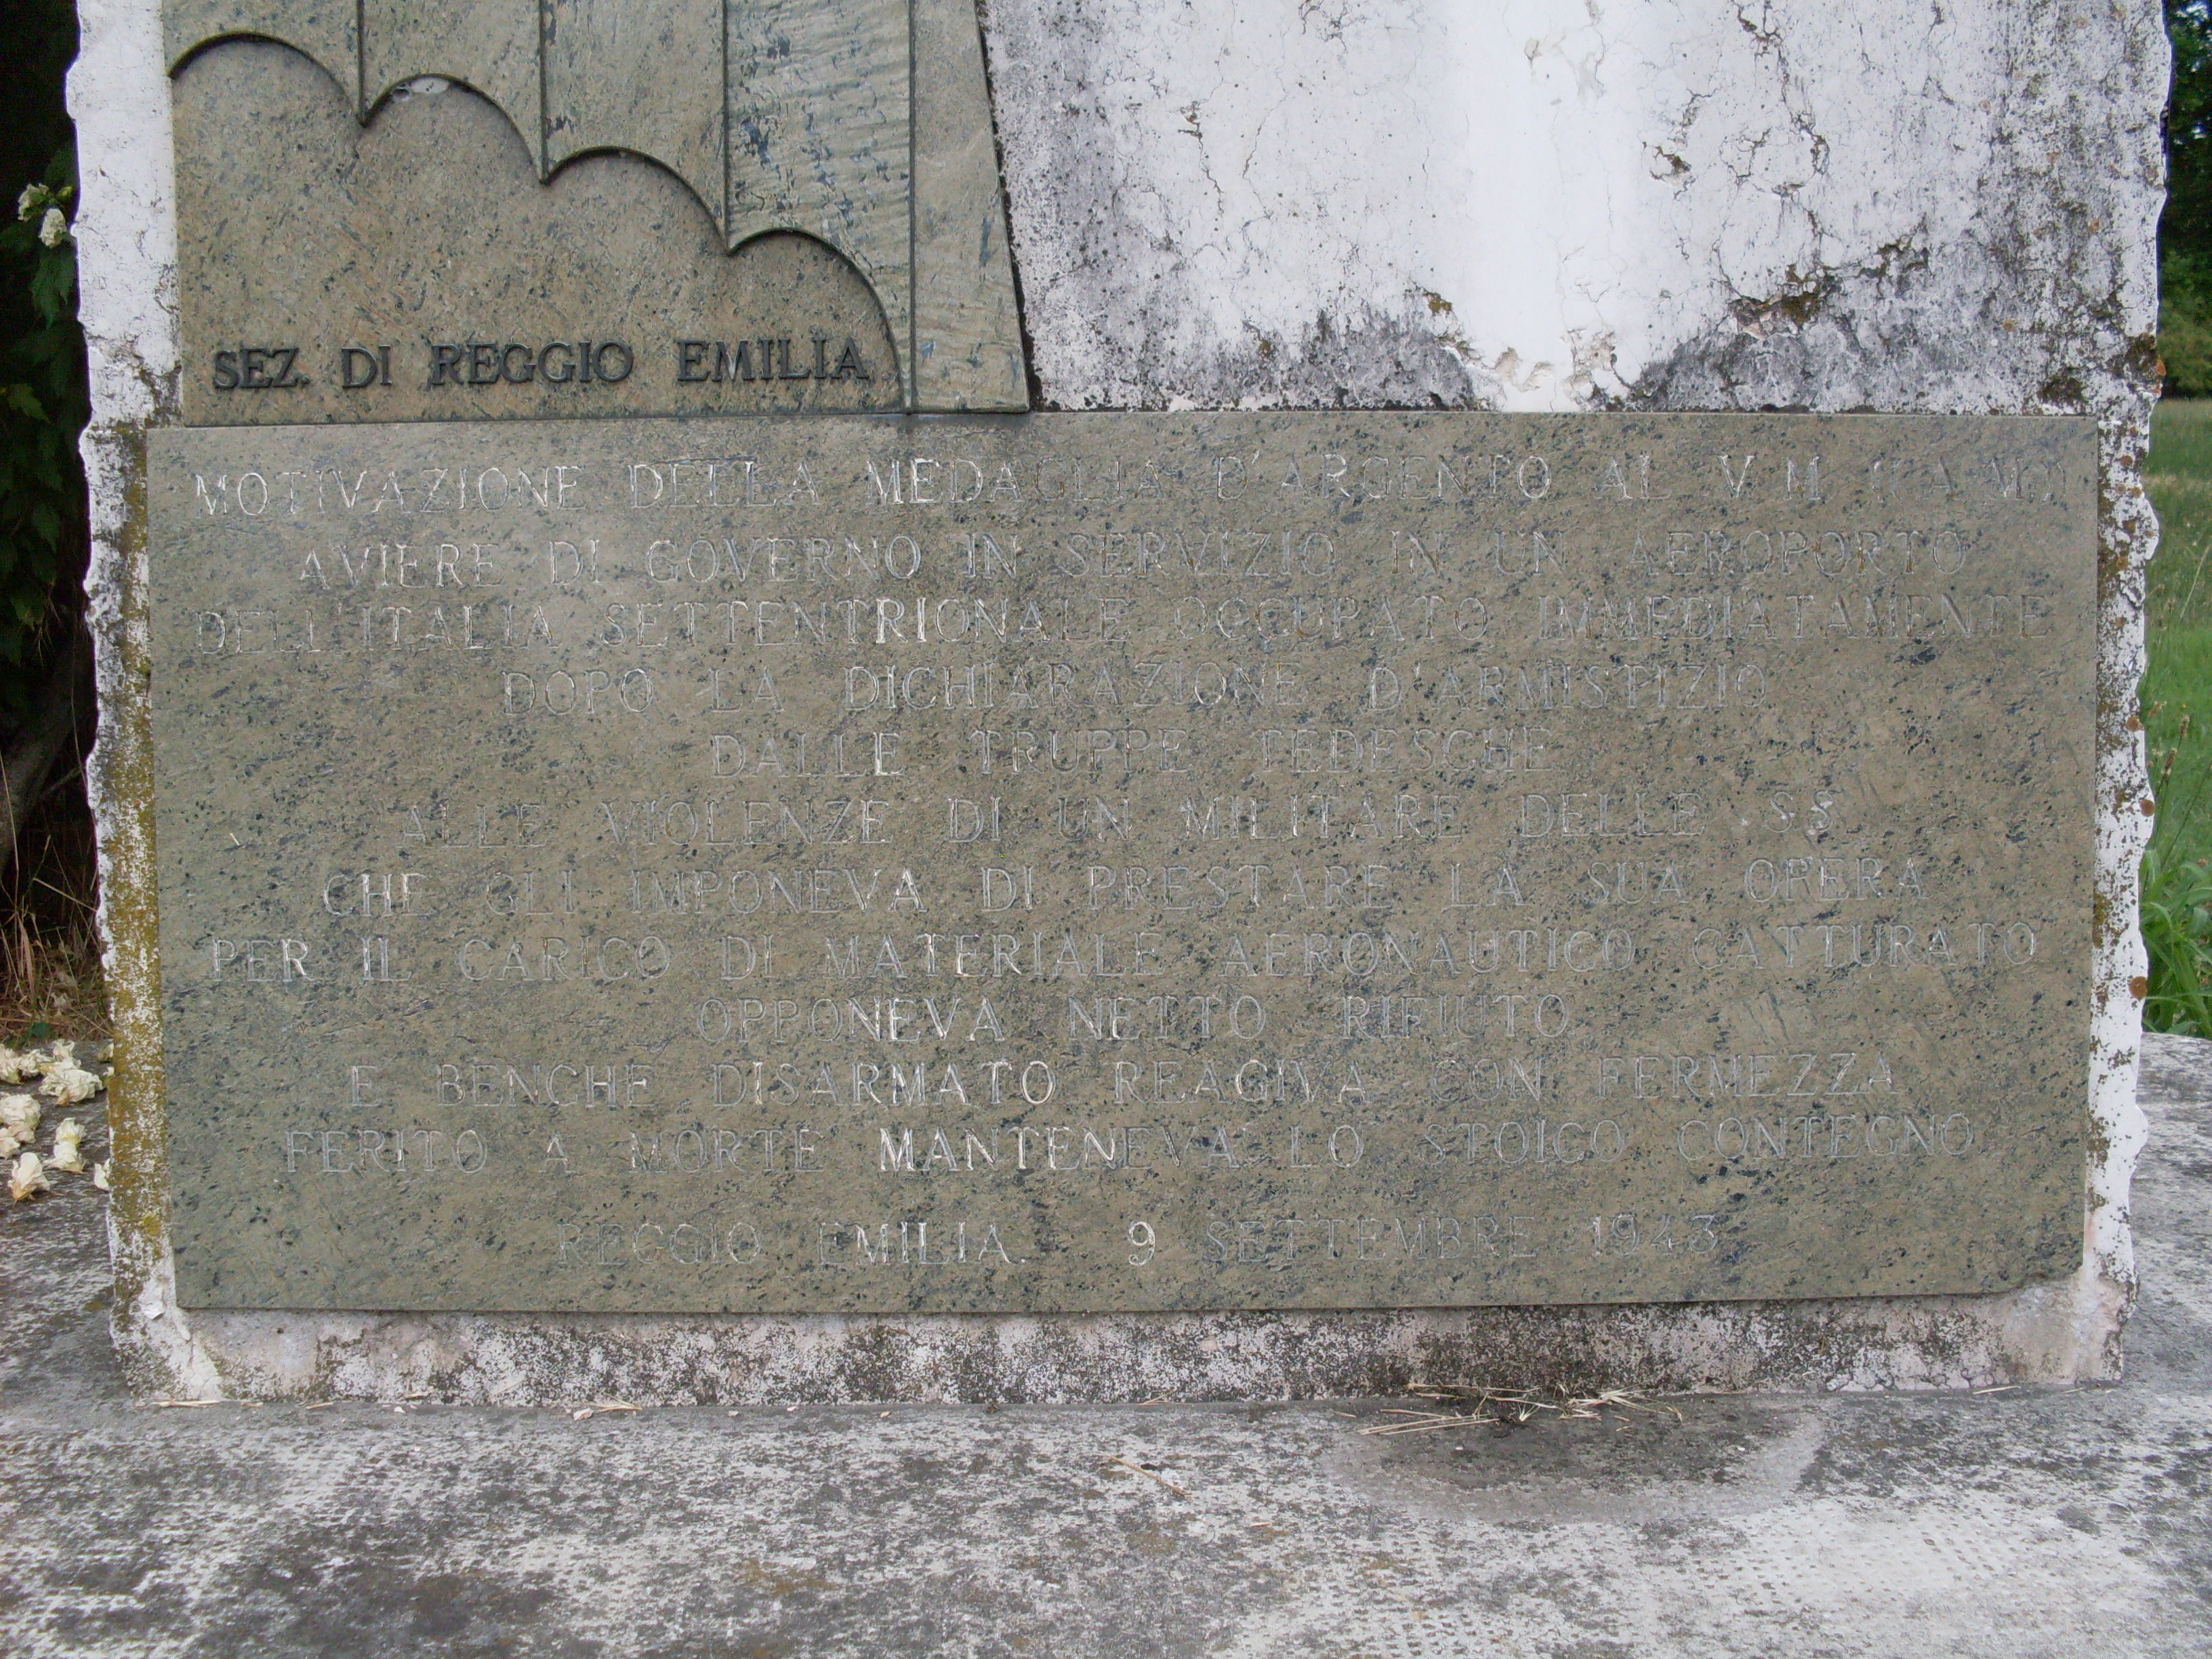 SEZ. DI REGGIO EMILIA
MOTIVAZIONE DELLA MEDAGLIA D'ARGENTO AL V.M.
AVIERE DI GOVERNO IN SERVIZIO IN UN AEROPORTO
DELL'ITALIA SETTENTRIONALE OCCUPATO IMMEDIATAMENTE
DOPO LA DICHIARAZIONE D'ARMISTIZIO
DALLE TRUPPE TEDESCHE
ALLE VIOLENZE DI UN MILITARE DELLE SS.
CHE GLI IMPONEVA DI PRESTARE LA SUA OPERA
PER IL CARICO DI MATERIALE AERONAUTICO CATTURATO
OPPONEVA NETTO RIFIUTO
E BENCHÉ DISARMATO REAGIVA CON FERMEZZA
FERITO A MORTE MANTENEVA LO STOICO CONTEGNO
REGGIO EMILIA. 9 SETTEMBRE 1943